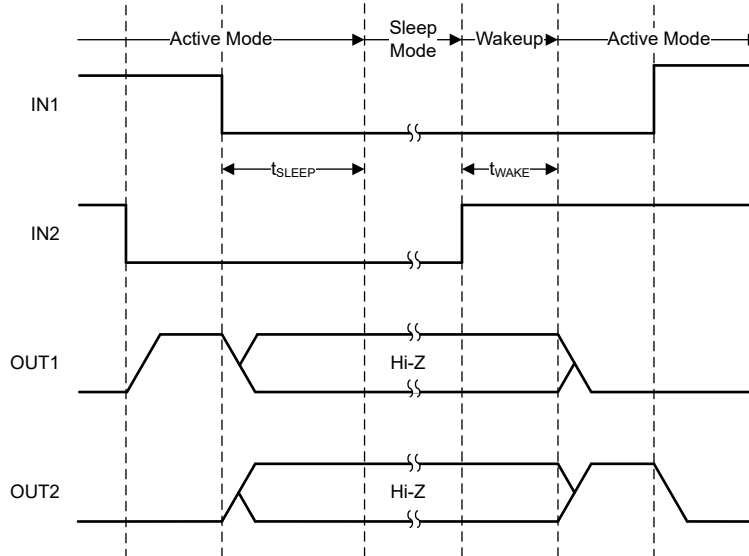 Active Mode
Sleep
Mode
Wakeup
Active Mode
IN1
tSLEEP
tWAKE
IN2
OUT1
Hi-Z
OUT2
Hi-Z